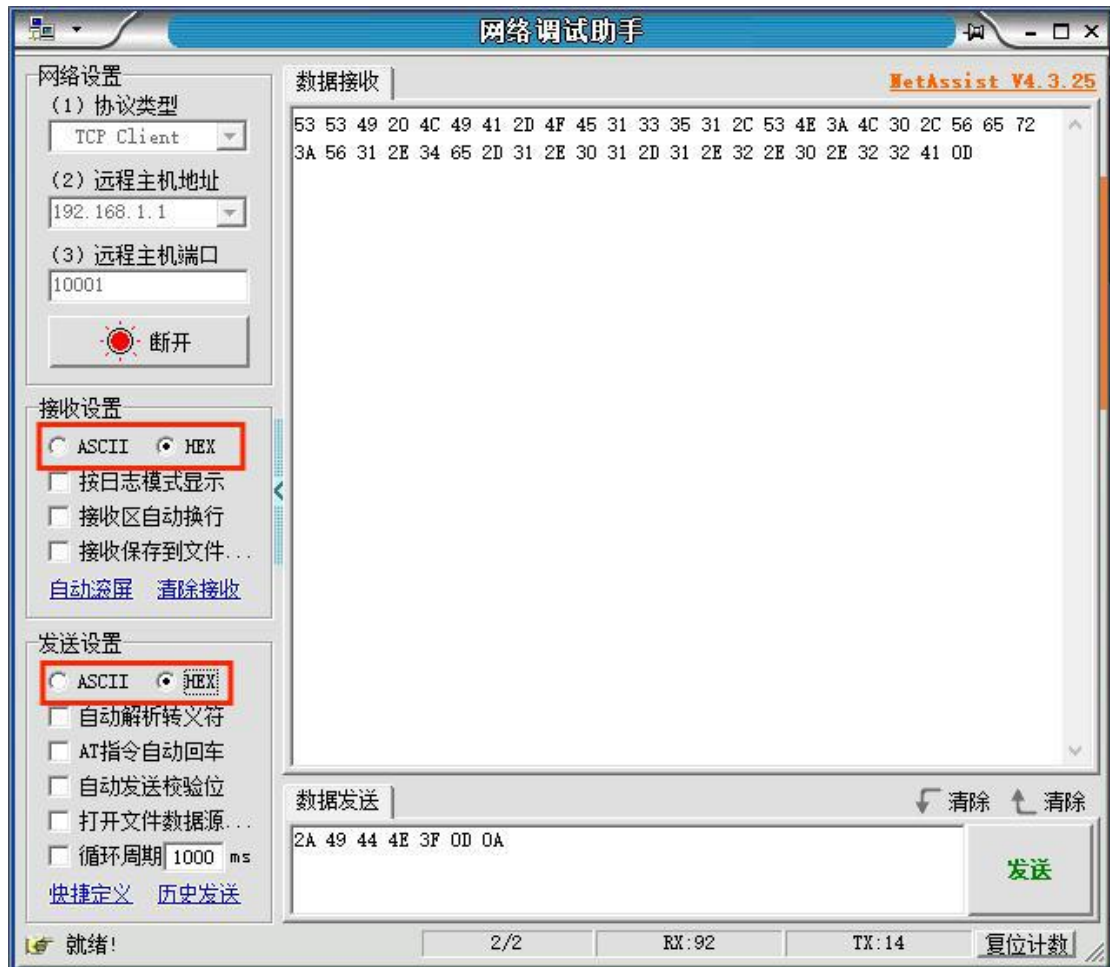 网络调试助手
网络设置
(1) 协议类型
TCP Client
(2) 远程主机地址
192.168.1.1
(3) 远程主机端口
10001
断开
接收设置
ASCII HEX
按日志模式显示
接收区自动换行
接收保存到文件...
自动滚屏 清除接收
发送设置
ASCII HEX
自动解析转义符
AT指令自动回车
自动发送校验位
打开文件数据源...
循环周期 1000 ms
快捷定义 历史发送
数据接收
NetAssist V4.3.25
53 53 49 20 4C 49 41 2D 4F 45 31 33 35 31 2C 53 4E 3A 4C 30 2C 56 65 72
3A 56 31 2E 34 65 2D 31 2E 30 31 2D 31 2E 32 2E 30 2E 32 32 41 0D
数据发送
清除 清除
2A 49 44 4E 3F 0D 0A
发送
就绪!
2/2
RX:92
TX:14
复位计数